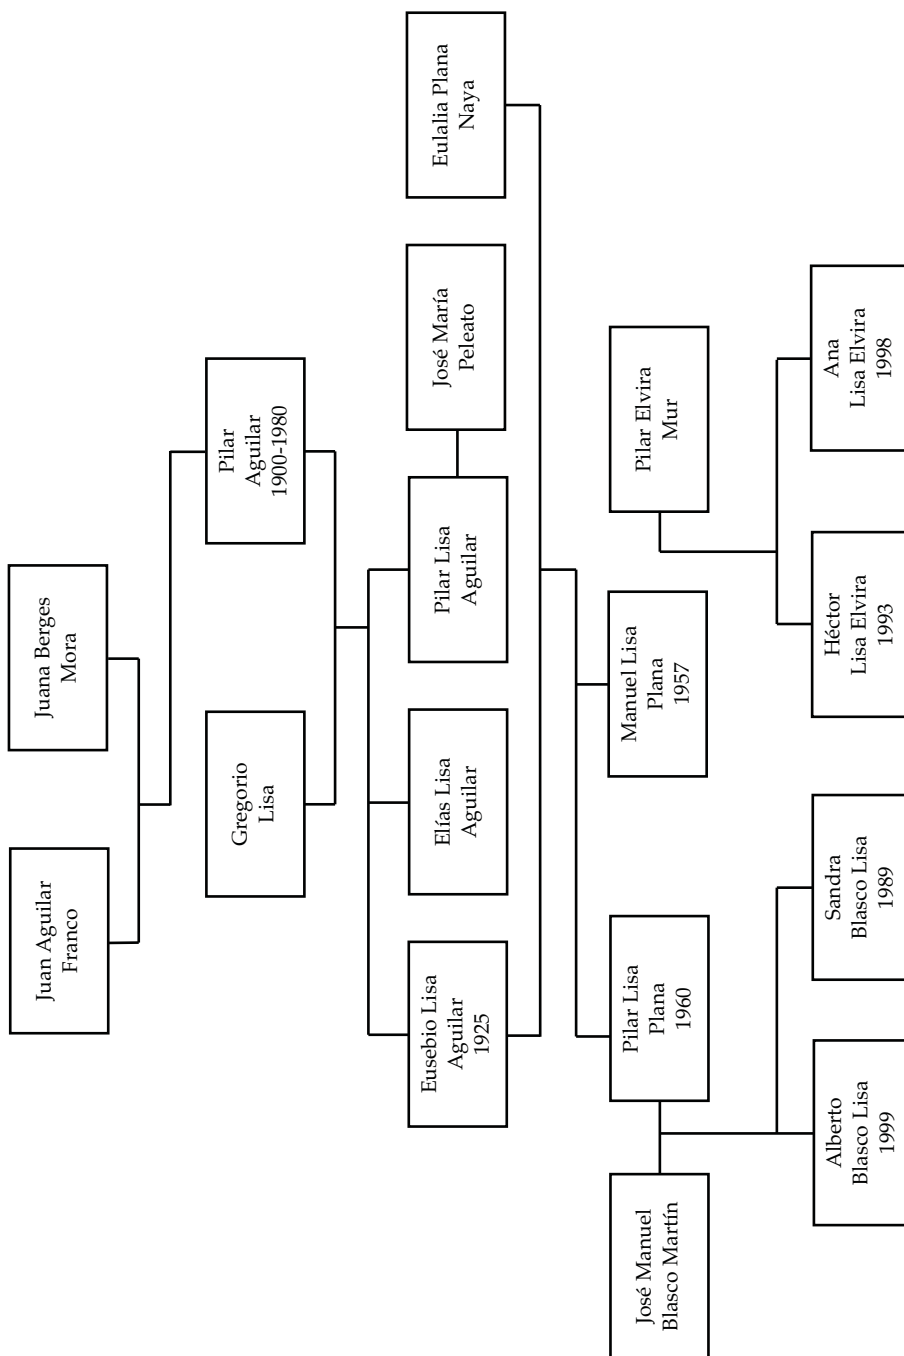 Juan Aguilar
Franco
Juana Berges
Mora
Gregorio
Lisa
Pilar
Aguilar
1900-1980
Eusebio Lisa
Aguilar
1925
Elías Lisa
Aguilar
Pilar Lisa
Aguilar
José María
Peleato
Eulalia Plana
Naya
José Manuel
Blasco Martín
Pilar Lisa
Plana
1960
Manuel Lisa
Plana
1957
Pilar Elvira
Mur
Alberto
Blasco Lisa
1999
Sandra
Blasco Lisa
1989
Héctor
Lisa Elvira
1993
Ana
Lisa Elvira
1998